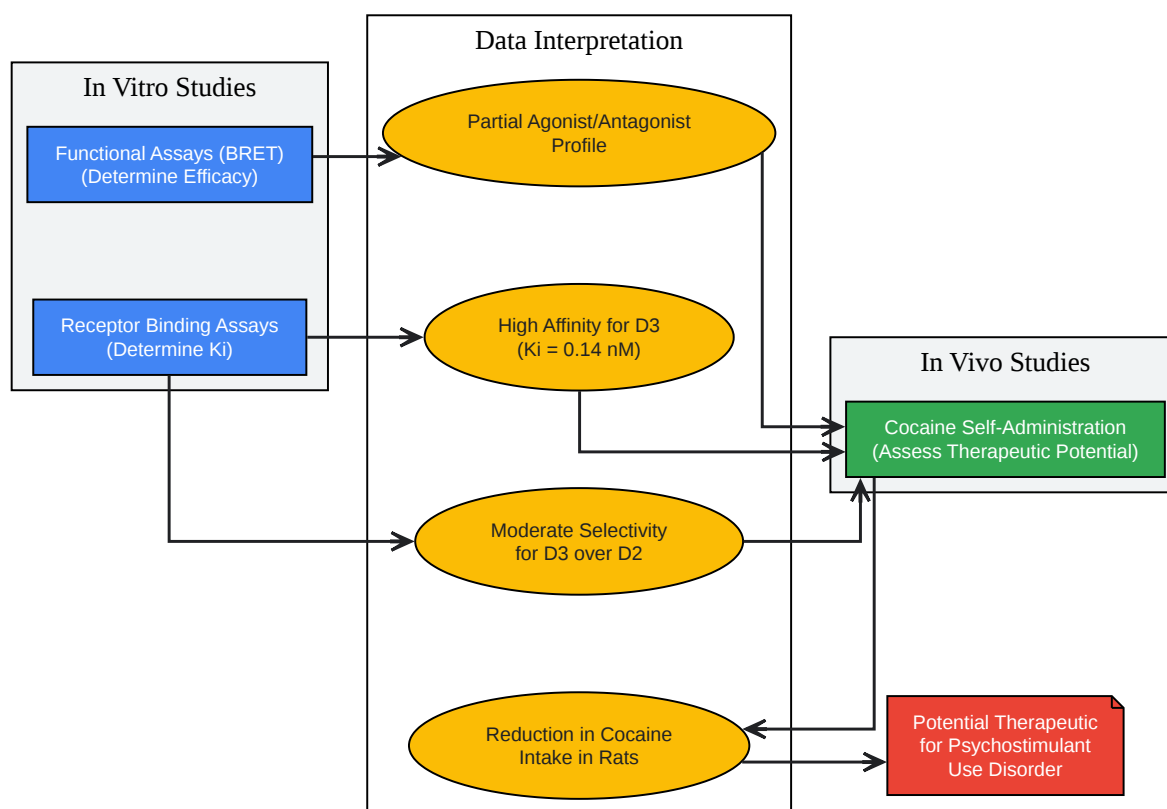 Data Interpretation
In Vitro Studies
Partial Agonist/Antagonist
Profile
Functional Assays (BRET)
(Determine Efficacy)
Receptor Binding Assays
(Determine Ki)
High Affinity for D3
(Ki = 0.14 nM)
In Vivo Studies
Cocaine Self-Administration
(Assess Therapeutic Potential)
Moderate Selectivity
for D3 over D2
Reduction in Cocaine
Intake in Rats
Potential Therapeutic
for Psychostimulant
Use Disorder